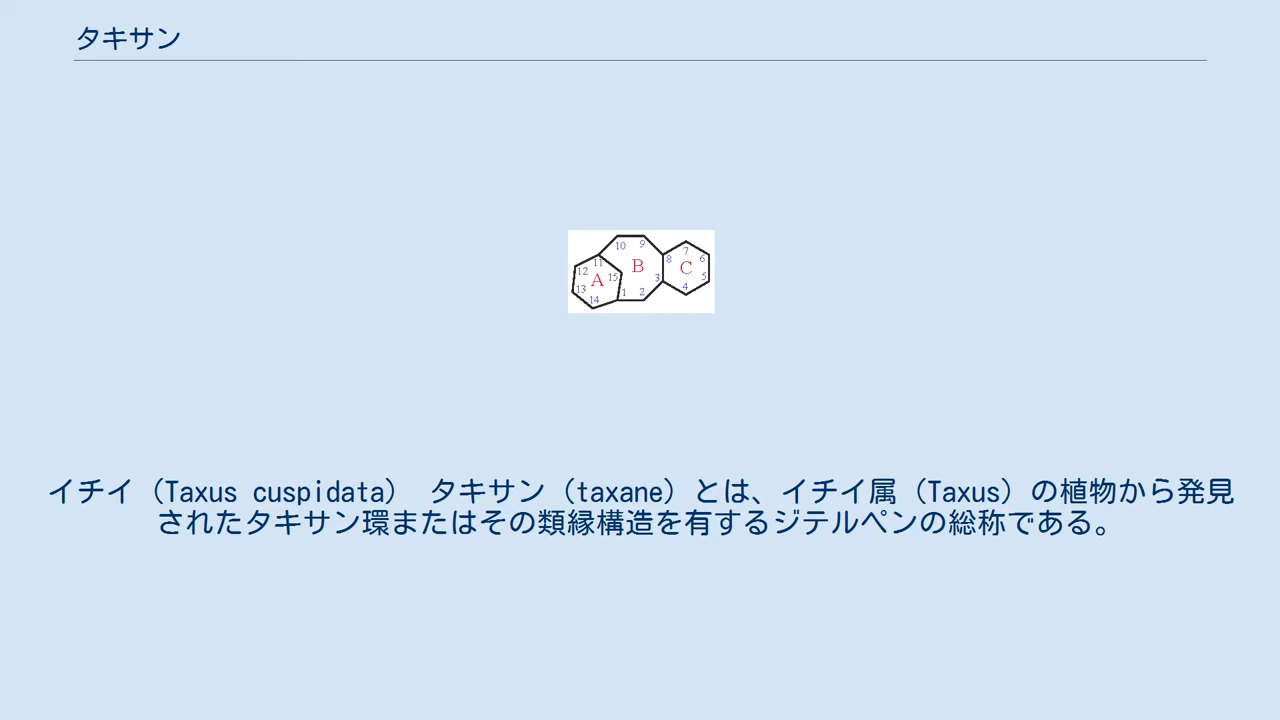 タキサン
10 9
11 B 8 7 6
12 A 15 3 C 5
13 14 1 2 4
イチイ（Taxus cuspidata） タキサン（taxane）とは、イチイ属（Taxus）の植物から発見
されたタキサン環またはその類縁構造を有するジテルペンの総称である。